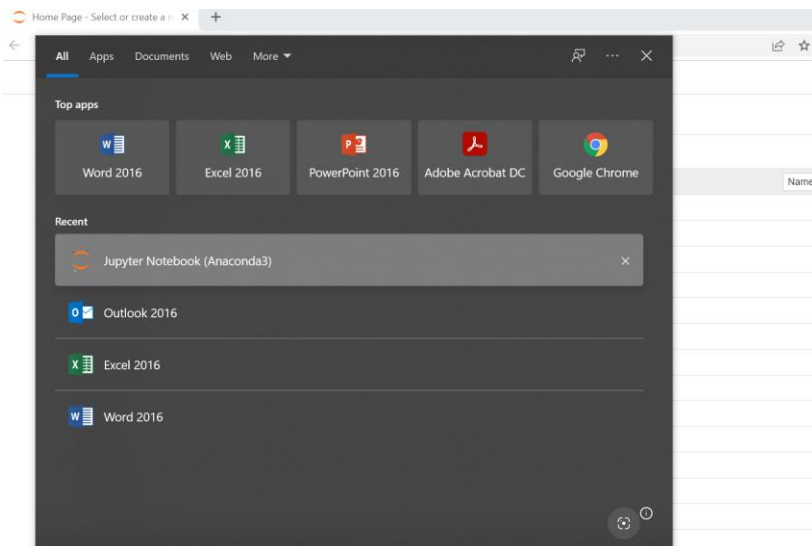 Home Page - Select or create a n
All Apps Documents Web More
Top apps
Word 2016 Excel 2016 PowerPoint 2016 Adobe Acrobat DC Google Chrome
Name
Recent
Jupyter Notebook (Anaconda3)
Outlook 2016
Excel 2016
Word 2016